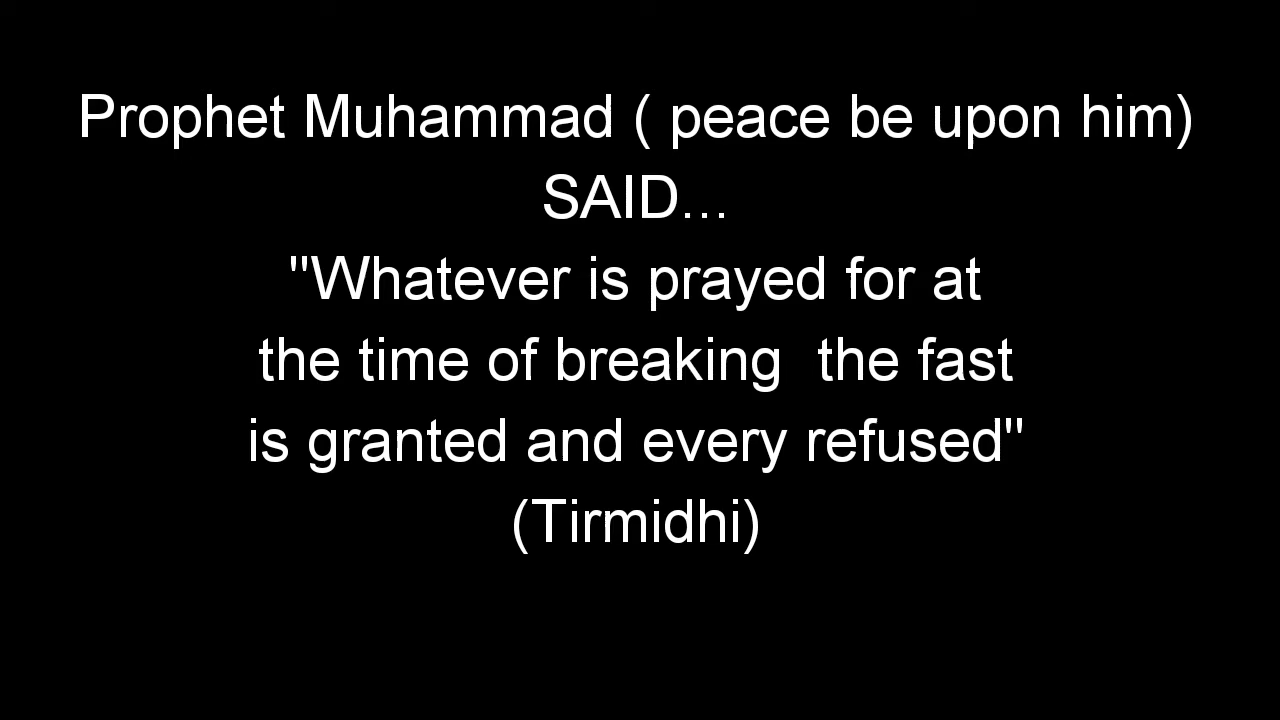 Prophet Muhammad ( peace be upon him)
SAID...
"Whatever is prayed for at
the time of breaking  the fast
is granted and every refused"
(Tirmidhi)